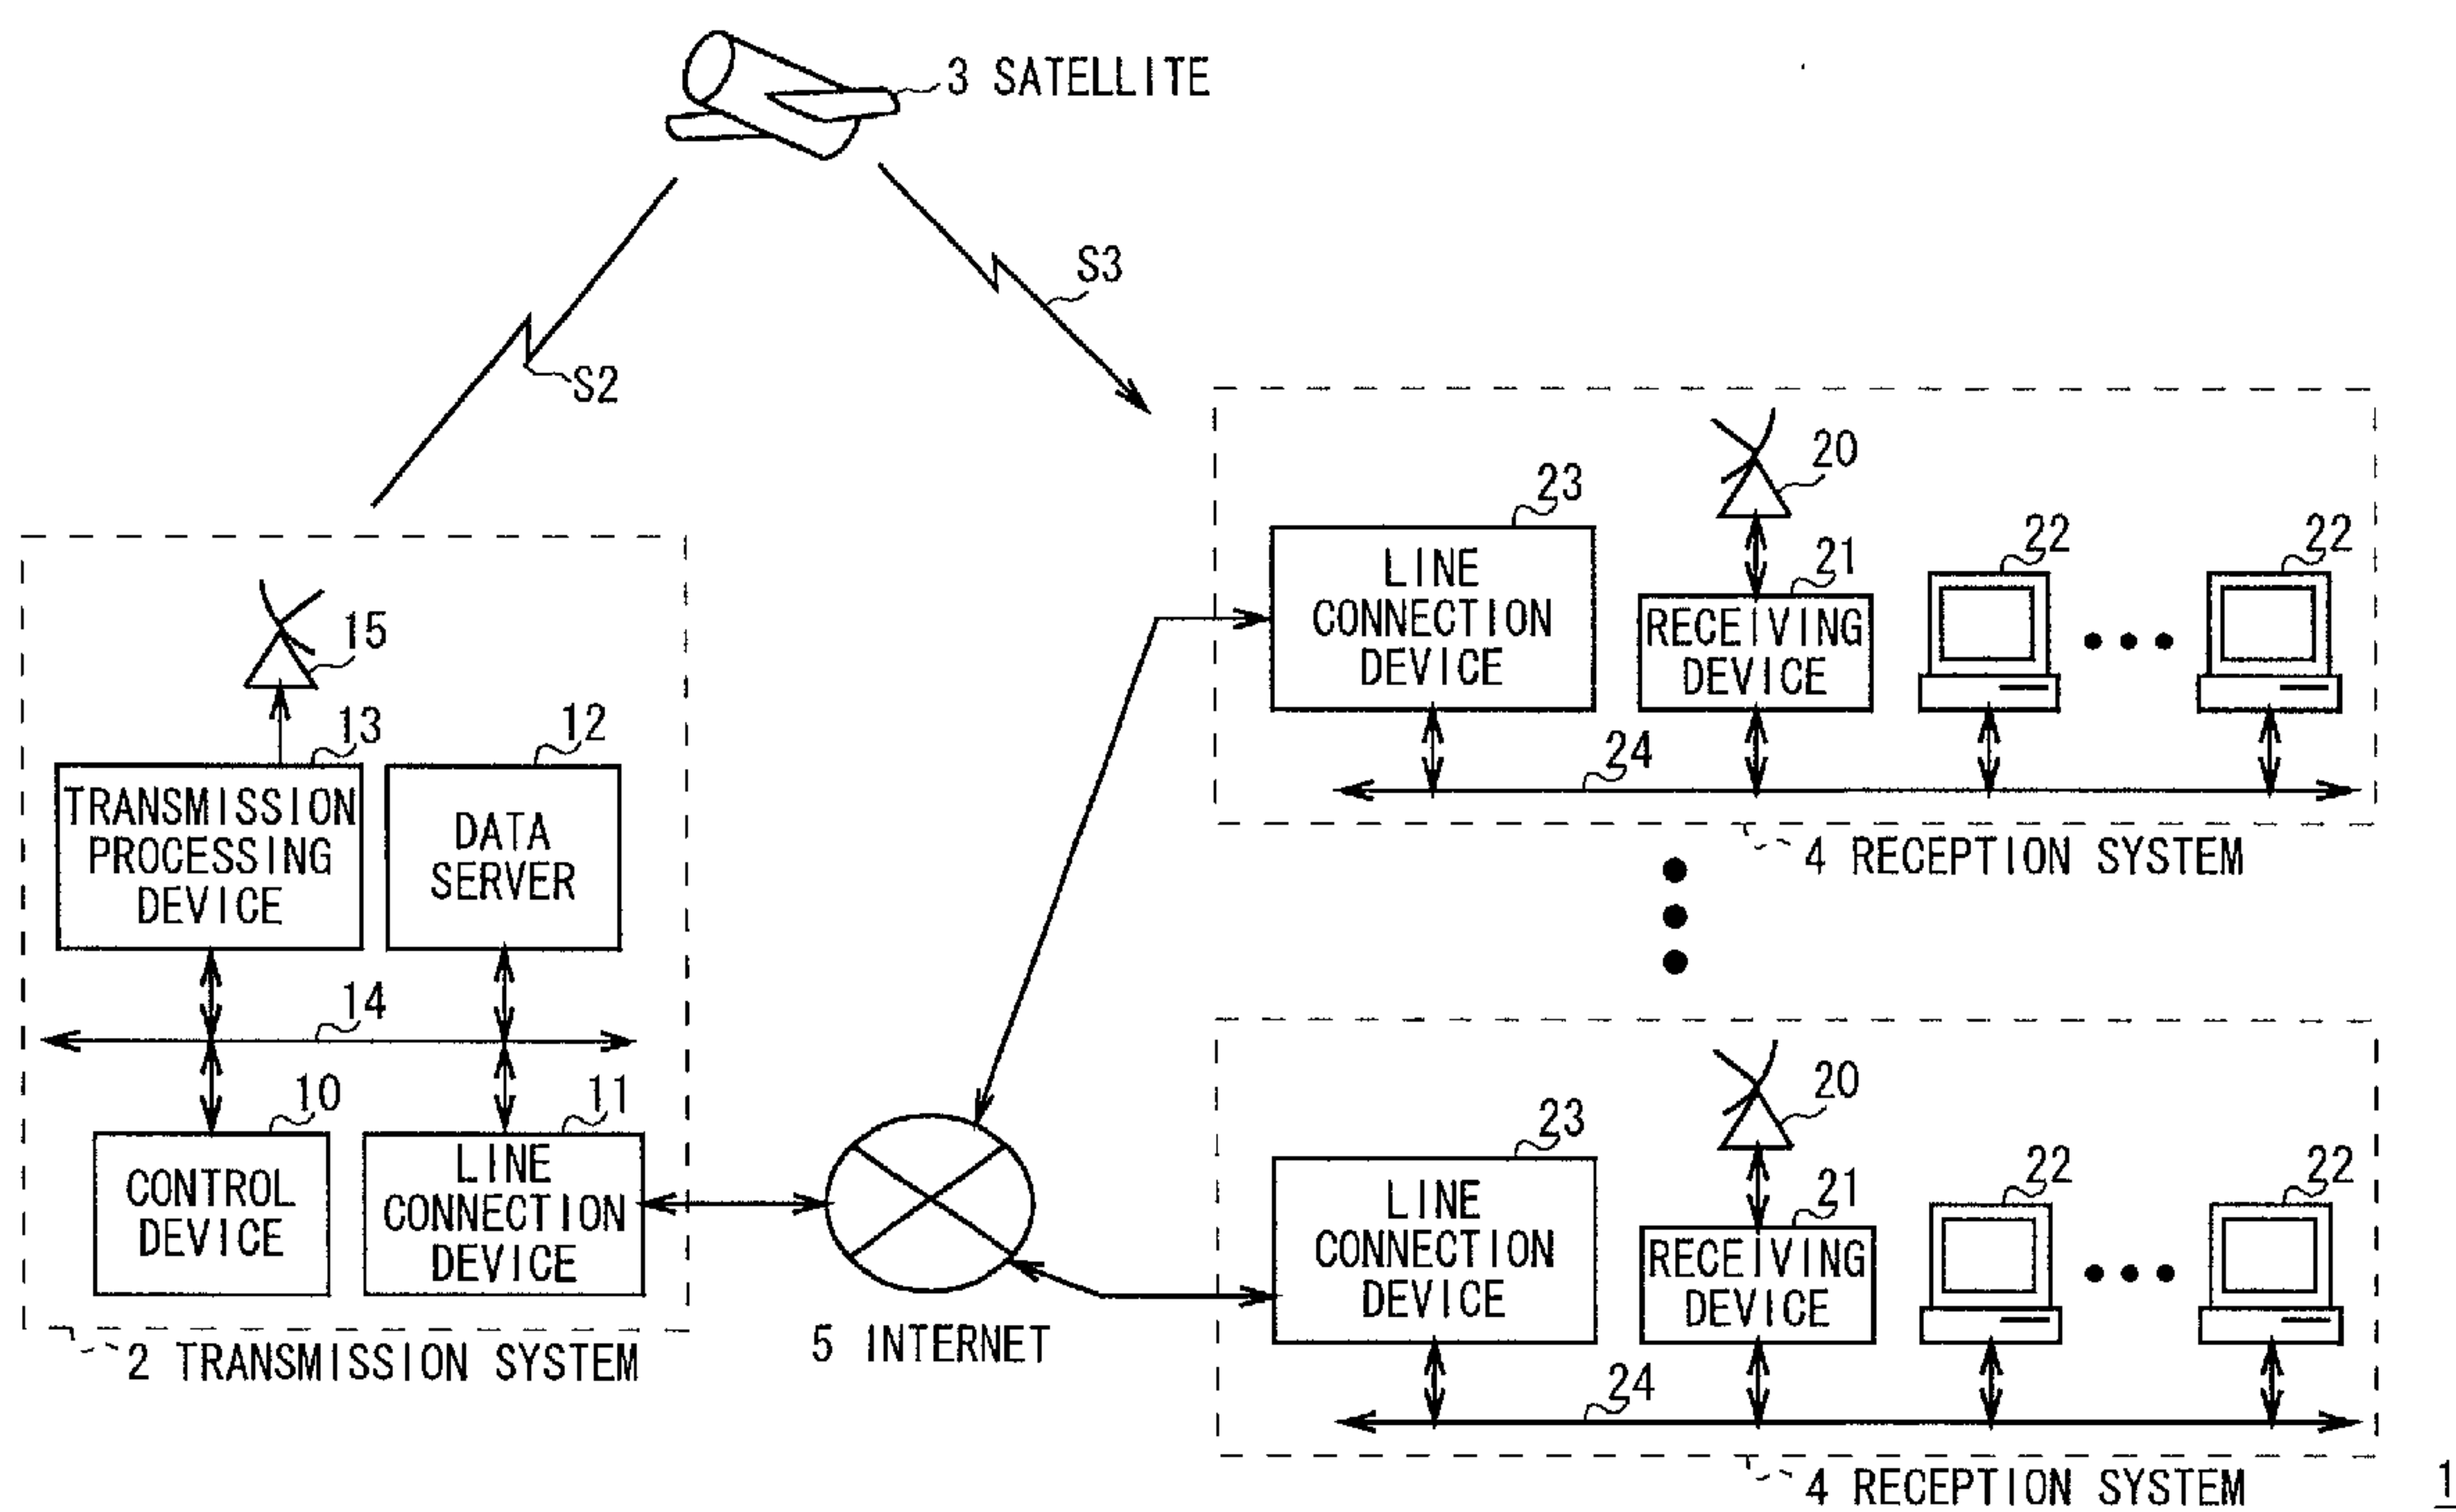 3 SATELLITE
S3
S2
20
23
22
22
21
LINE
CONNECTION
DEVICE
RECEIVING
DEVICE
24
4 RECEPTION SYSTEM
15
13
12
TRANSMISSION
PROCESSING
DEVICE
DATA
SERVER
14
10
11
CONTROL
DEVICE
LINE
CONNECTION
DEVICE
2 TRANSMISSION SYSTEM
5 INTERNET
20
23
22
22
21
LINE
CONNECTION
DEVICE
RECEIVING
DEVICE
24
4 RECEPTION SYSTEM
1